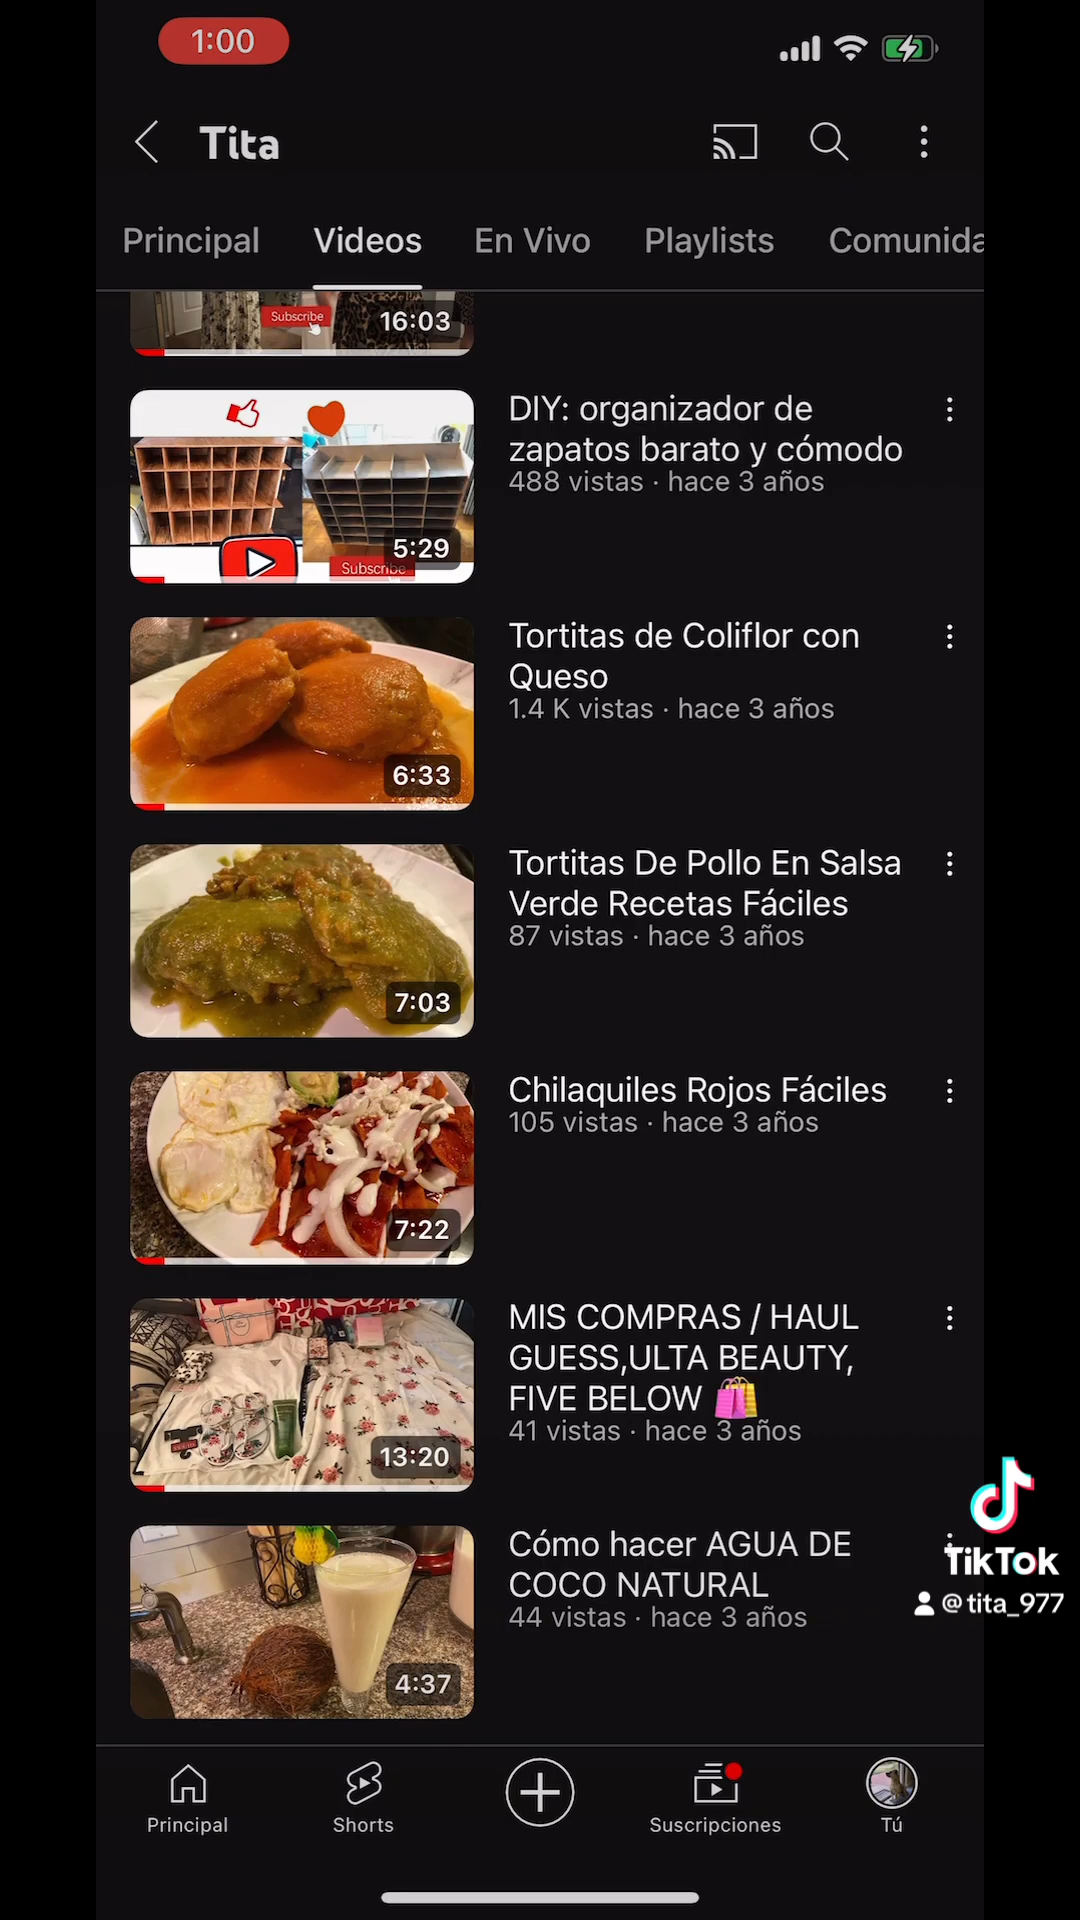 1:00
Tita
Principal
Videos
En Vivo
Playlists
Comunida
Subscribe
16:03
DIY: organizador de
zapatos barato y cómodo
488 vistas · hace 3 años
5:29
Subscribe
Tortitas de Coliflor con
Queso
1.4 K vistas · hace 3 años
6:33
Tortitas De Pollo En Salsa
Verde Recetas Fáciles
87 vistas · hace 3 años
7:03
Chilaquiles Rojos Fáciles
105 vistas · hace 3 años
7:22
MIS COMPRAS / HAUL
GUESS,ULTA BEAUTY,
FIVE BELOW 🛍️
41 vistas · hace 3 años
13:20
Cómo hacer AGUA DE
COCO NATURAL
44 vistas · hace 3 años
4:37
TikTok
@tita_977
Principal
Shorts
Suscripciones
Tú